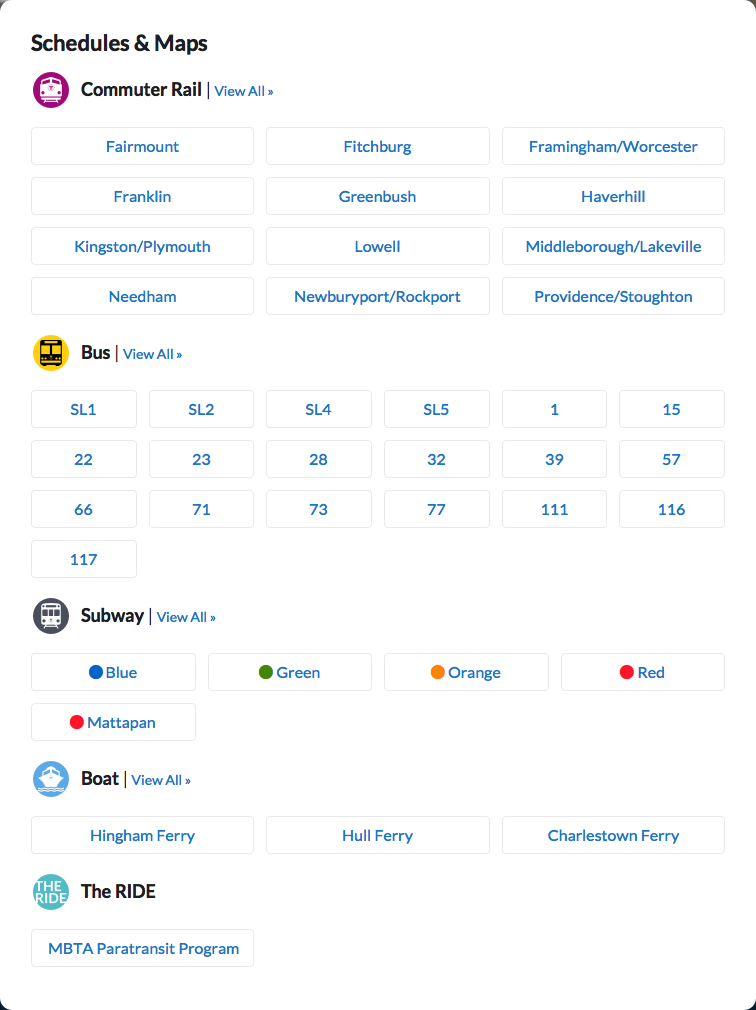 Schedules & Maps
Commuter Rail | View All »
Fairmount Fitchburg Framingham/Worcester
Franklin Greenbush Haverhill
Kingston/Plymouth Lowell Middleborough/Lakeville
Needham Newburyport/Rockport Providence/Stoughton
Bus | View All »
SL1 SL2 SL4 SL5 1 15
22 23 28 32 39 57
66 71 73 77 111 116
117
Subway | View All »
Blue Green Orange Red
Mattapan
Boat | View All »
Hingham Ferry Hull Ferry Charlestown Ferry
THE
RIDE
The RIDE
MBTA Paratransit Program